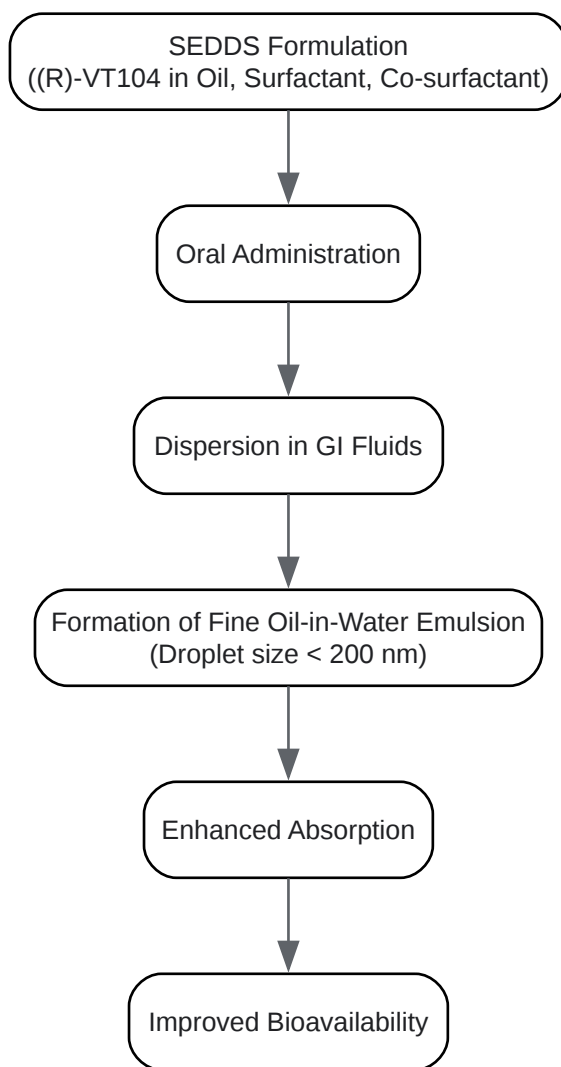 SEDDS Formulation
((R)-VT104 in Oil, Surfactant, Co-surfactant)
Oral Administration
Dispersion in GI Fluids
Formation of Fine Oil-in-Water Emulsion
(Droplet size < 200 nm)
Enhanced Absorption
Improved Bioavailability